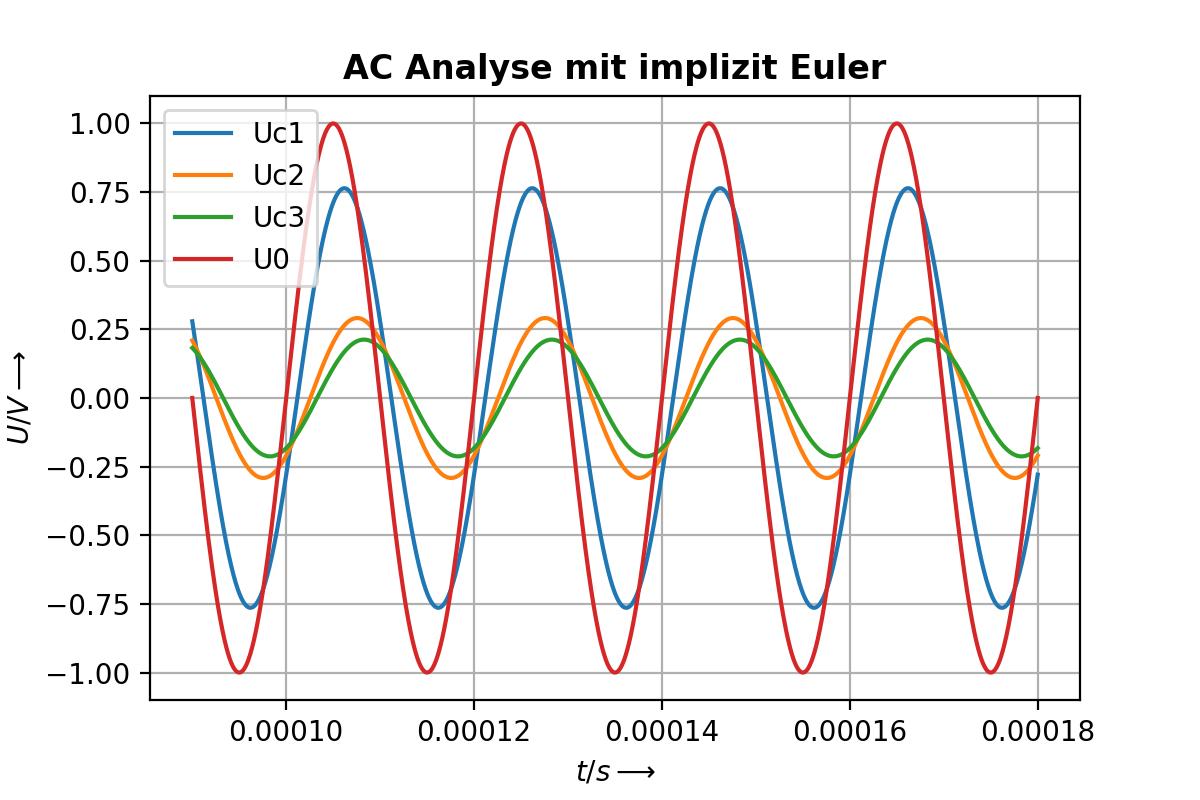 AC Analyse mit implizit Euler
Uc1
Uc2
Uc3
U0
1.00
0.75
0.50
0.25
0.00
−0.25
−0.50
−0.75
−1.00
U/V ⟶
0.00010 0.00012 0.00014 0.00016 0.00018
t/s ⟶